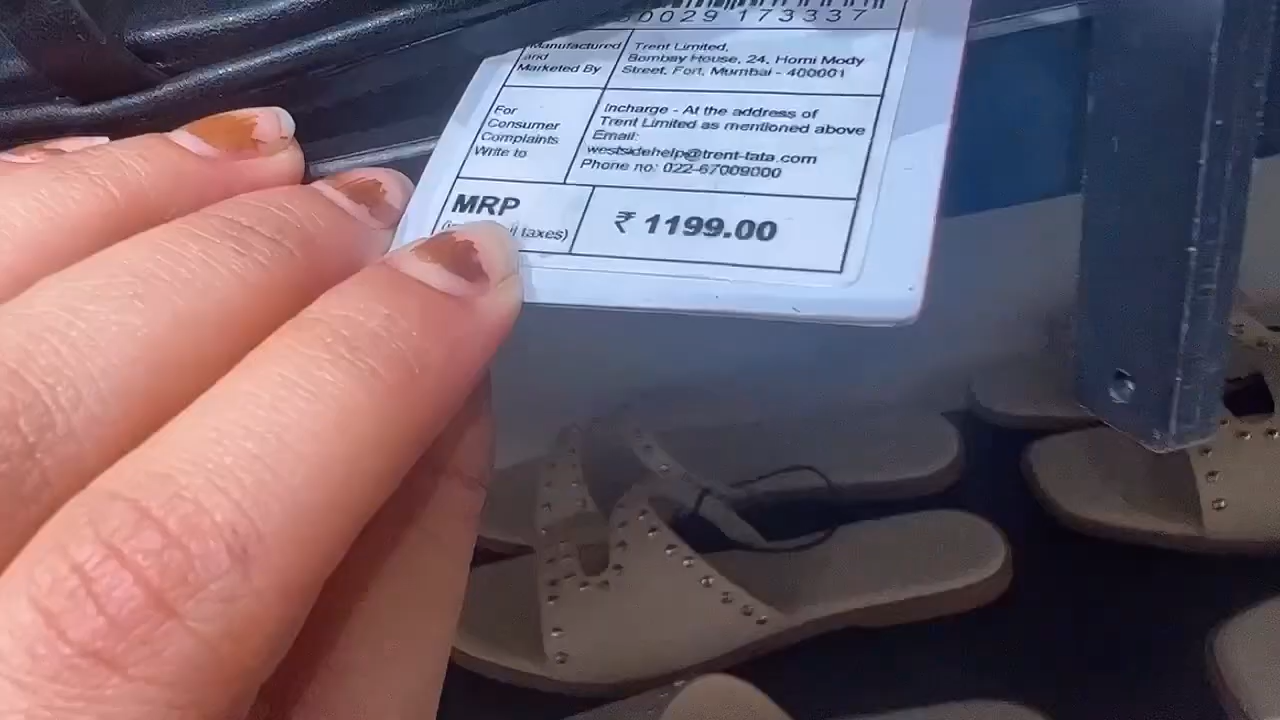 50029 173337
Manufactured
and
Marketed By
Trent Limited,
Bombay House, 24, Homi Mody
Street, Fort, Mumbai - 400001
For
Consumer
Complaints
Write to
Incharge - At the address of
Trent Limited as mentioned above
Email:
westsidehelp@trent-tata.com
Phone no: 022-67009000
MRP
taxes)
₹ 1199.00